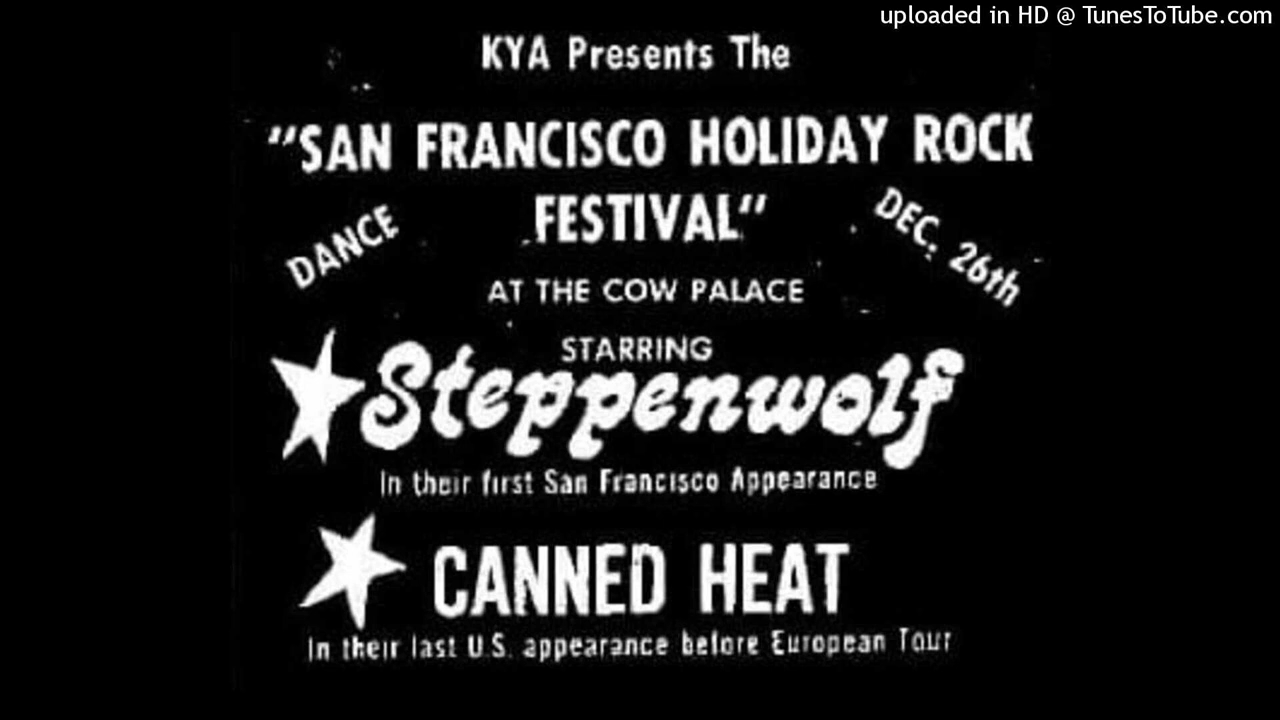 uploaded in HD @ TunesToTube.com
KYA Presents The
"SAN FRANCISCO HOLIDAY ROCK
FESTIVAL"
DANCE
DEC. 26th
AT THE COW PALACE
STARRING
Steppenwolf
In their first San Francisco Appearance
CANNED HEAT
In their last U.S. appearance before European Tour